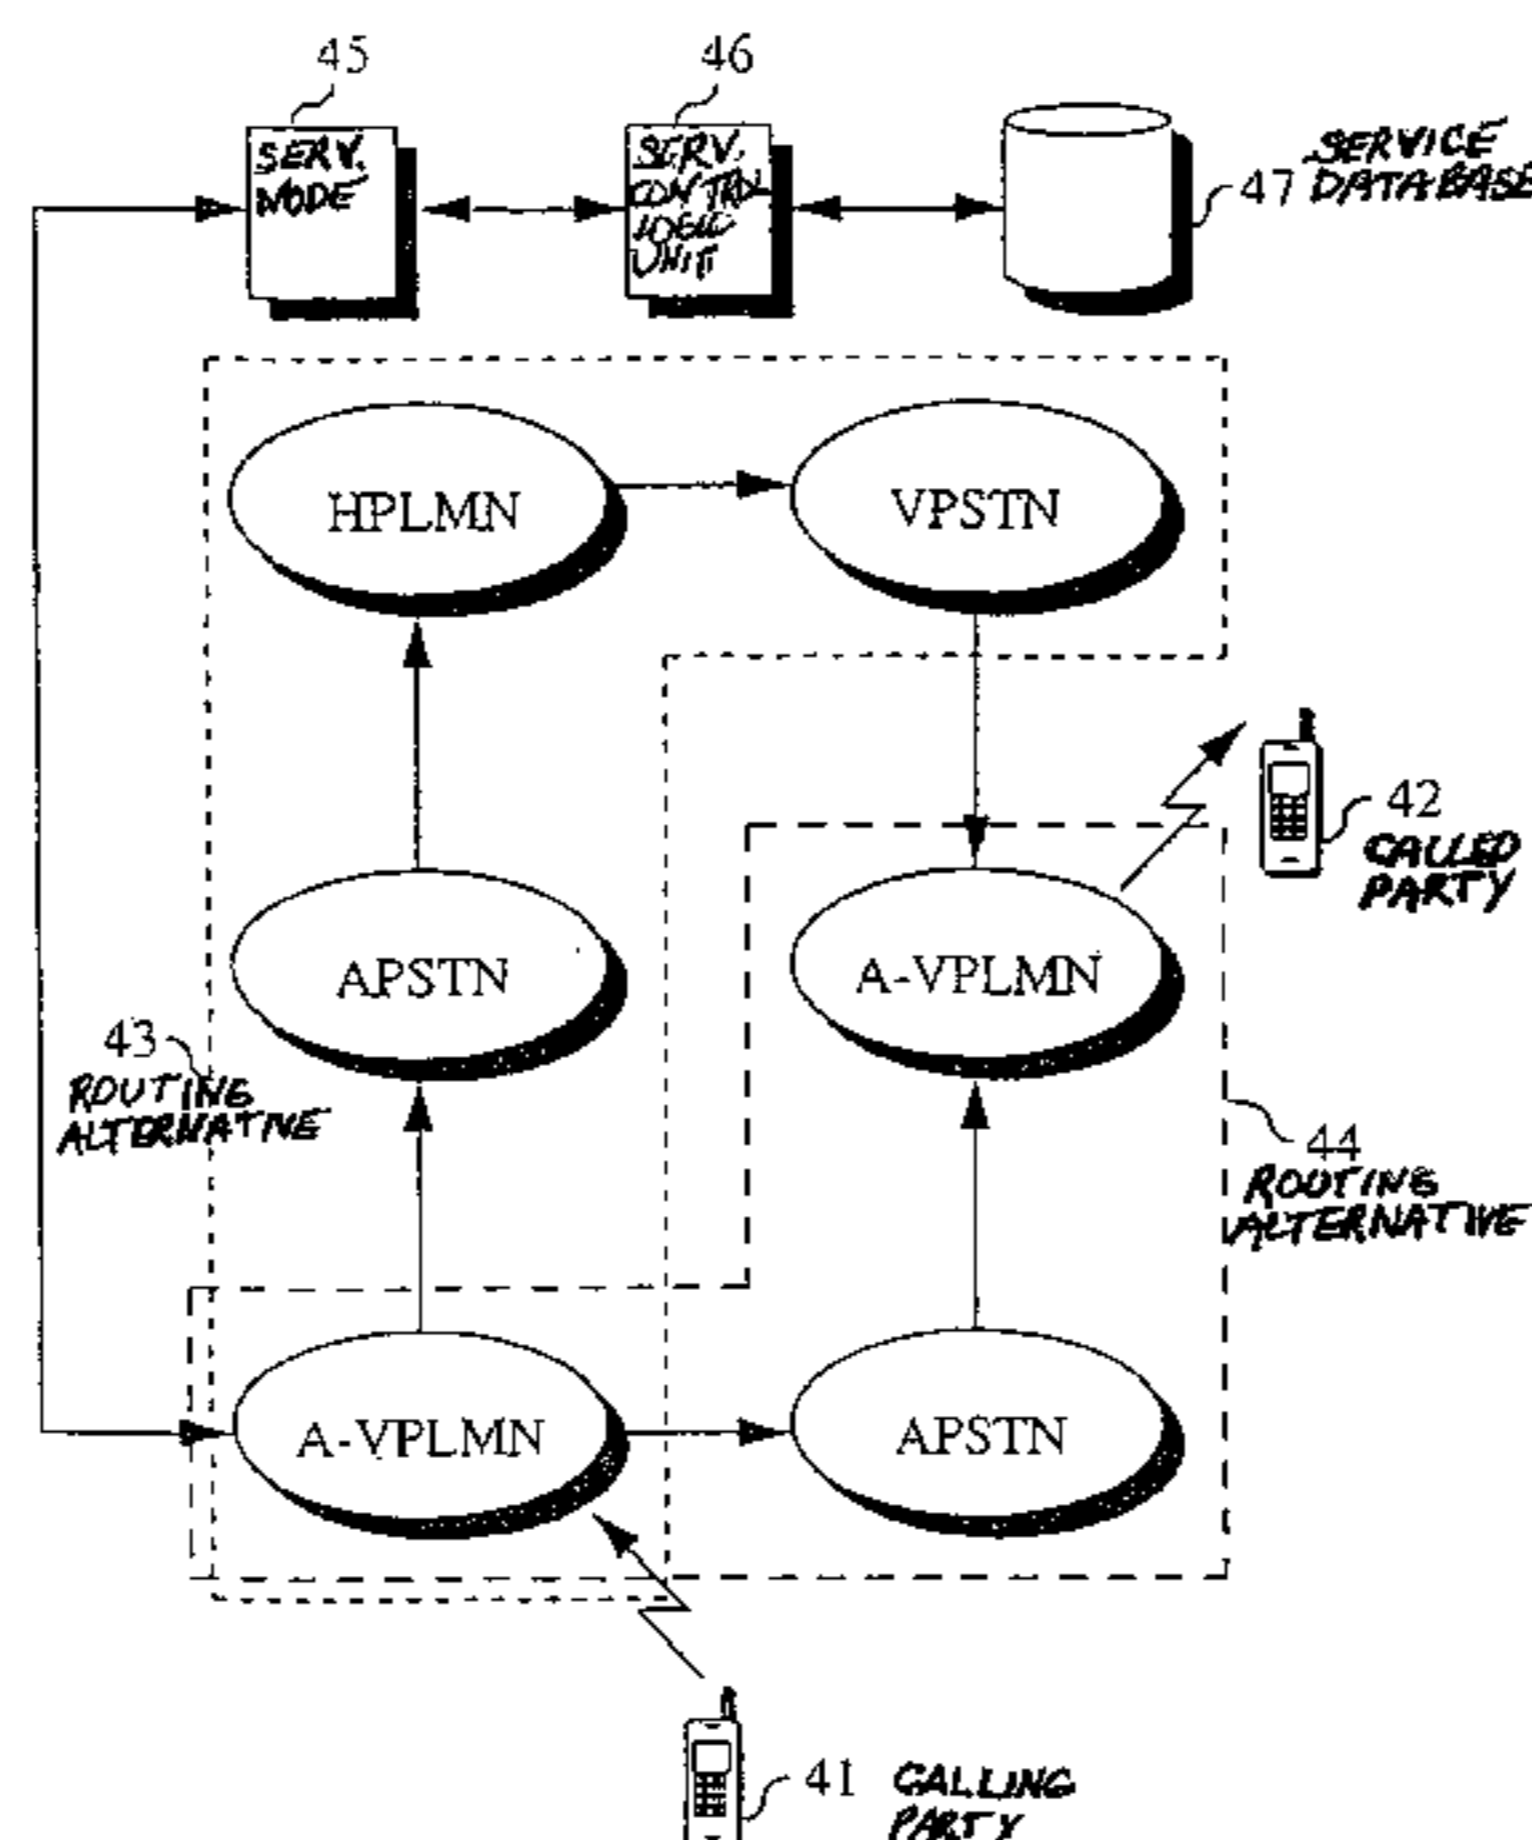 45
46
SERV.
NODE
SERV.
CONTROL
LOGIC
UNIT
47
SERVICE
DATABASE
HPLMN
VPSTN
42
CALLED
PARTY
APSTN
A-VPLMN
43
ROUTING
ALTERNATIVE
44
ROUTING
ALTERNATIVE
A-VPLMN
APSTN
41
CALLING
PARTY